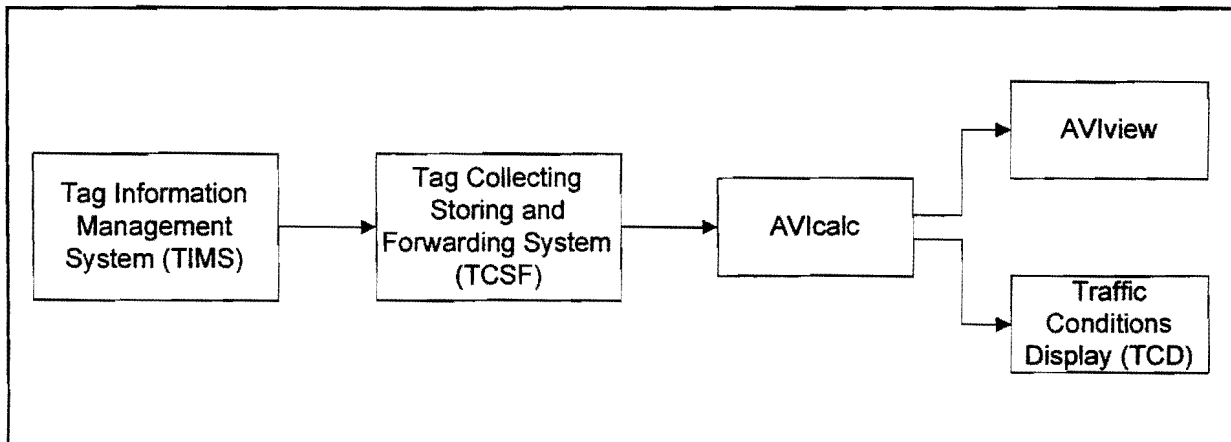 Tag Information
Management
System (TIMS)
Tag Collecting
Storing and
Forwarding System
(TCSF)
AVIcalc
AVIview
Traffic
Conditions
Display (TCD)